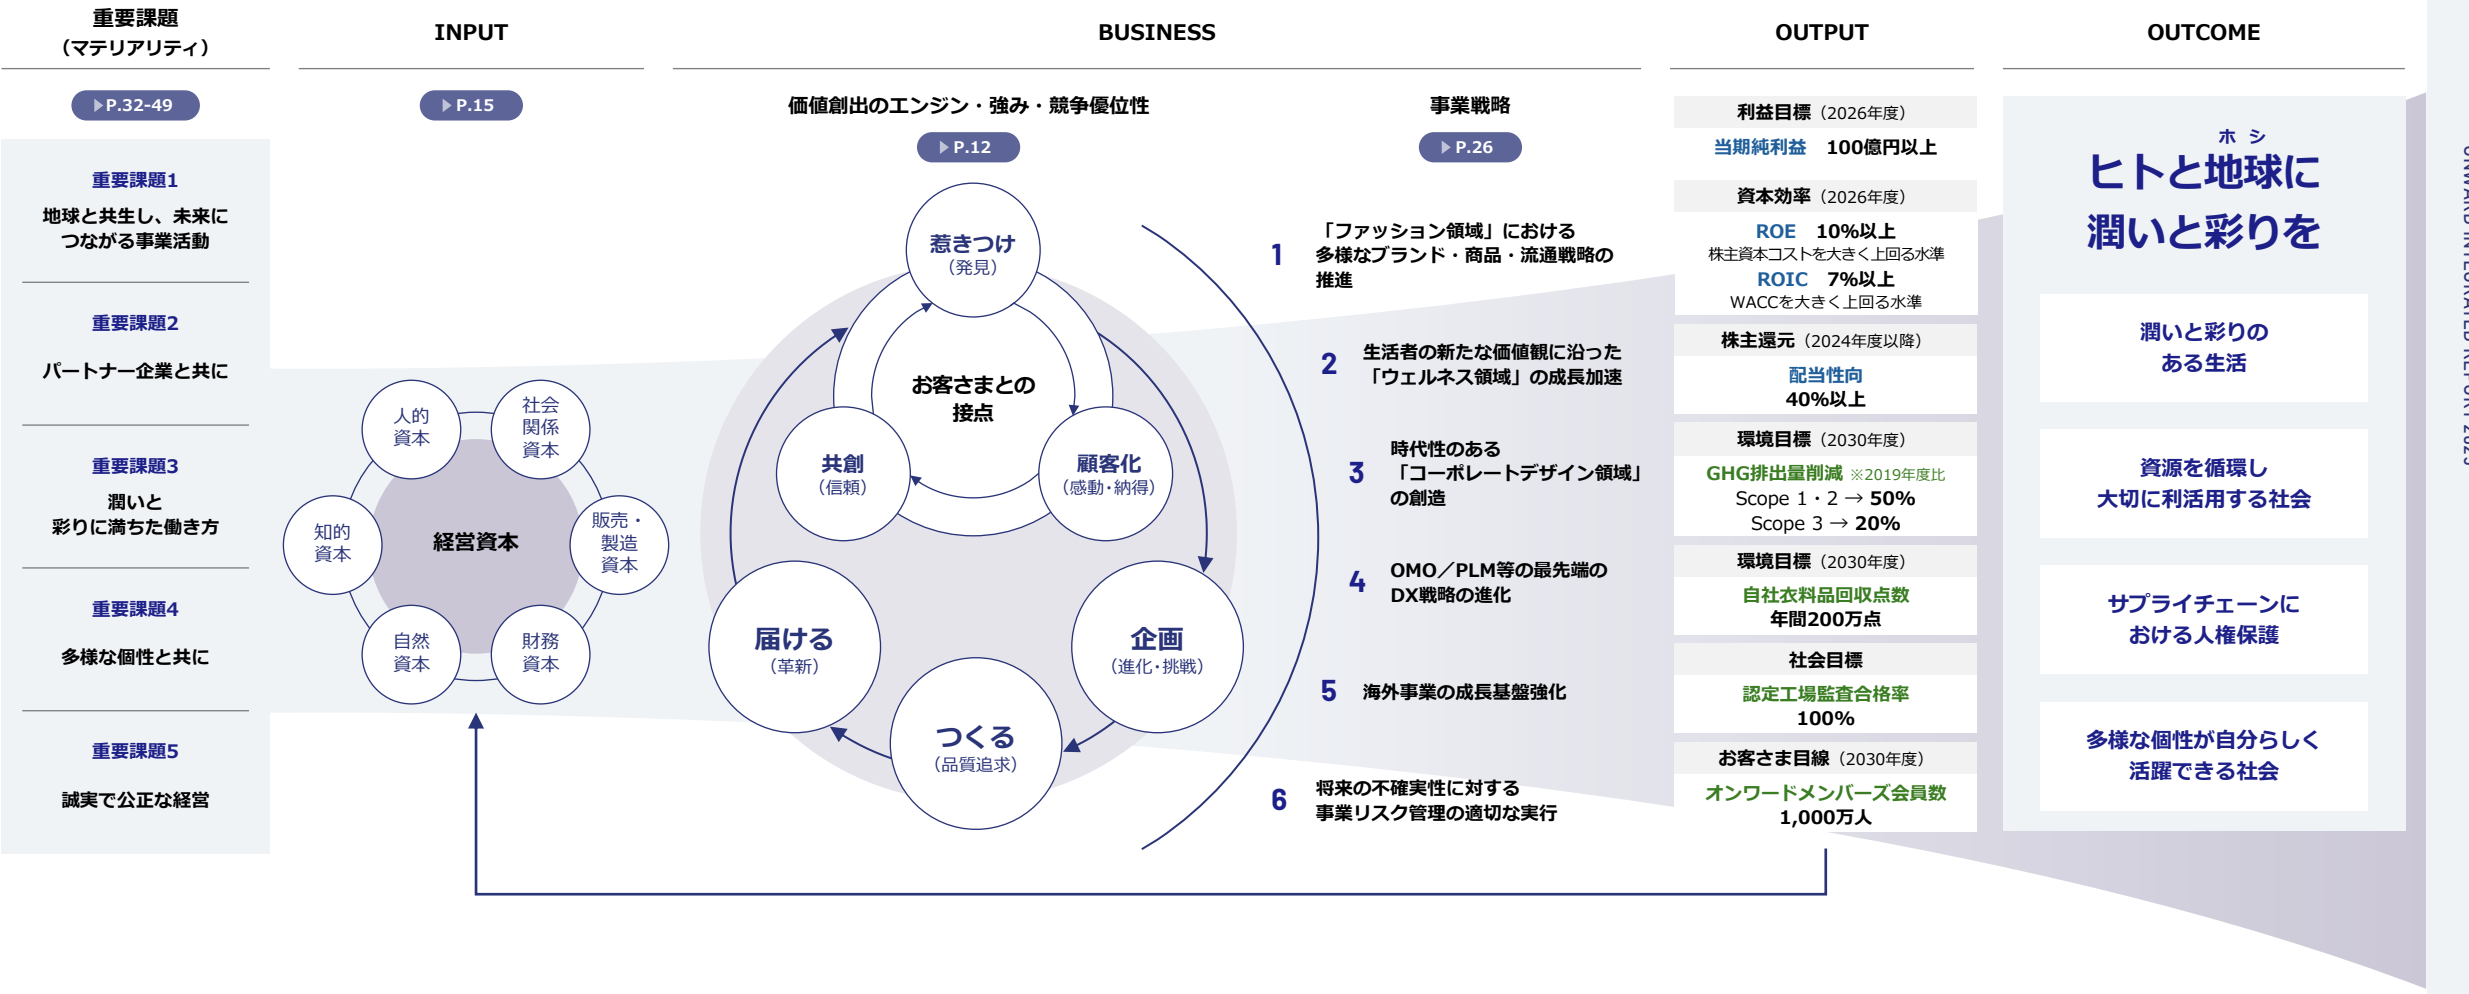 重要課題
（マテリアリティ）
▶P.32-49
重要課題1
地球と共生し、未来に
つながる事業活動
重要課題2
パートナー企業と共に
重要課題3
潤いと
彩りに満ちた働き方
重要課題4
多様な個性と共に
重要課題5
誠実で公正な経営
INPUT
▶P.15
人的
資本
社会
関係
資本
知的
資本
経営資本
販売・
製造
資本
自然
資本
財務
資本
BUSINESS
価値創出のエンジン・強み・競争優位性
▶P.12
惹きつけ
（発見）
お客さまとの
接点
共創
（信頼）
顧客化
（感動・納得）
届ける
（革新）
企画
（進化・挑戦）
つくる
（品質追求）
事業戦略
▶P.26
1
「ファッション領域」における
多様なブランド・商品・流通戦略の
推進
2
生活者の新たな価値観に沿った
「ウェルネス領域」の成長加速
3
時代性のある
「コーポレートデザイン領域」
の創造
4
OMO／PLM等の最先端の
DX戦略の進化
5
海外事業の成長基盤強化
6
将来の不確実性に対する
事業リスク管理の適切な実行
OUTPUT
利益目標（2026年度）
当期純利益　100億円以上
資本効率（2026年度）
ROE　10%以上
株主資本コストを大きく上回る水準
ROIC　7%以上
WACCを大きく上回る水準
株主還元（2024年度以降）
配当性向
40%以上
環境目標（2030年度）
GHG排出量削減 ※2019年度比
Scope 1・2 → 50%
Scope 3 → 20%
環境目標（2030年度）
自社衣料品回収点数
年間200万点
社会目標
認定工場監査合格率
100%
お客さま目線（2030年度）
オンワードメンバーズ会員数
1,000万人
OUTCOME
ホシ
ヒトと地球に
潤いと彩りを
潤いと彩りの
ある生活
資源を循環し
大切に利活用する社会
サプライチェーンに
おける人権保護
多様な個性が自分らしく
活躍できる社会